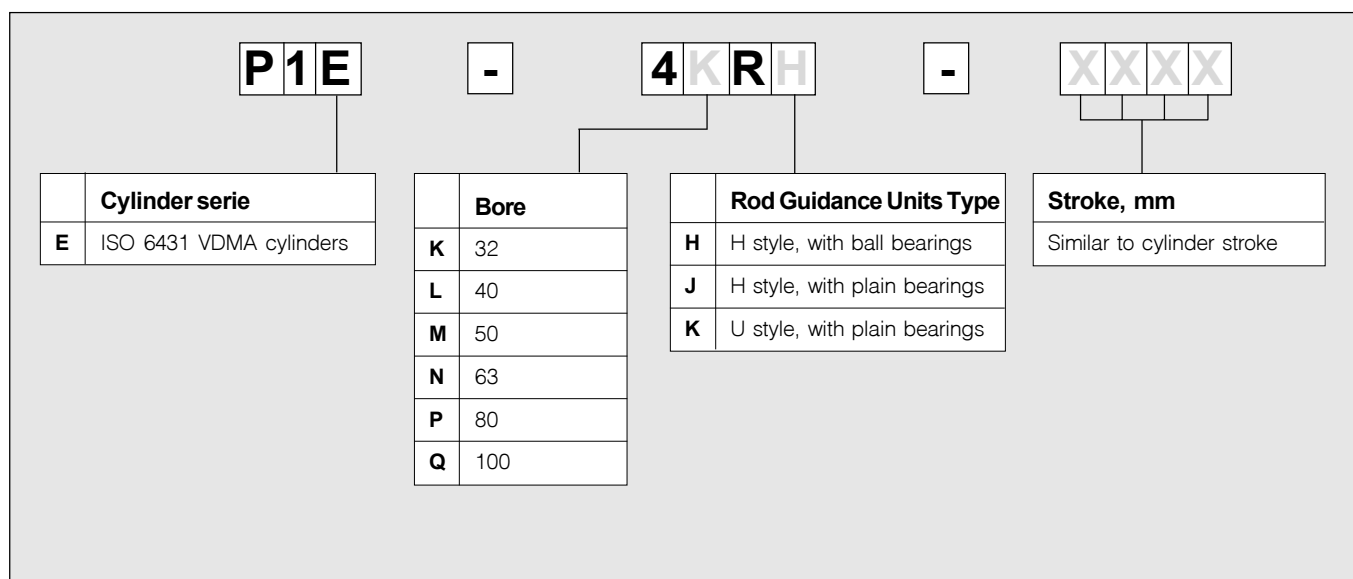 P1E - 4KRH - XXXX
Cylinder serie
E ISO 6431 VDMA cylinders
Bore
K 32
L 40
M 50
N 63
P 80
Q 100
Rod Guidance Units Type
H H style, with ball bearings
J H style, with plain bearings
K U style, with plain bearings
Stroke, mm
Similar to cylinder stroke